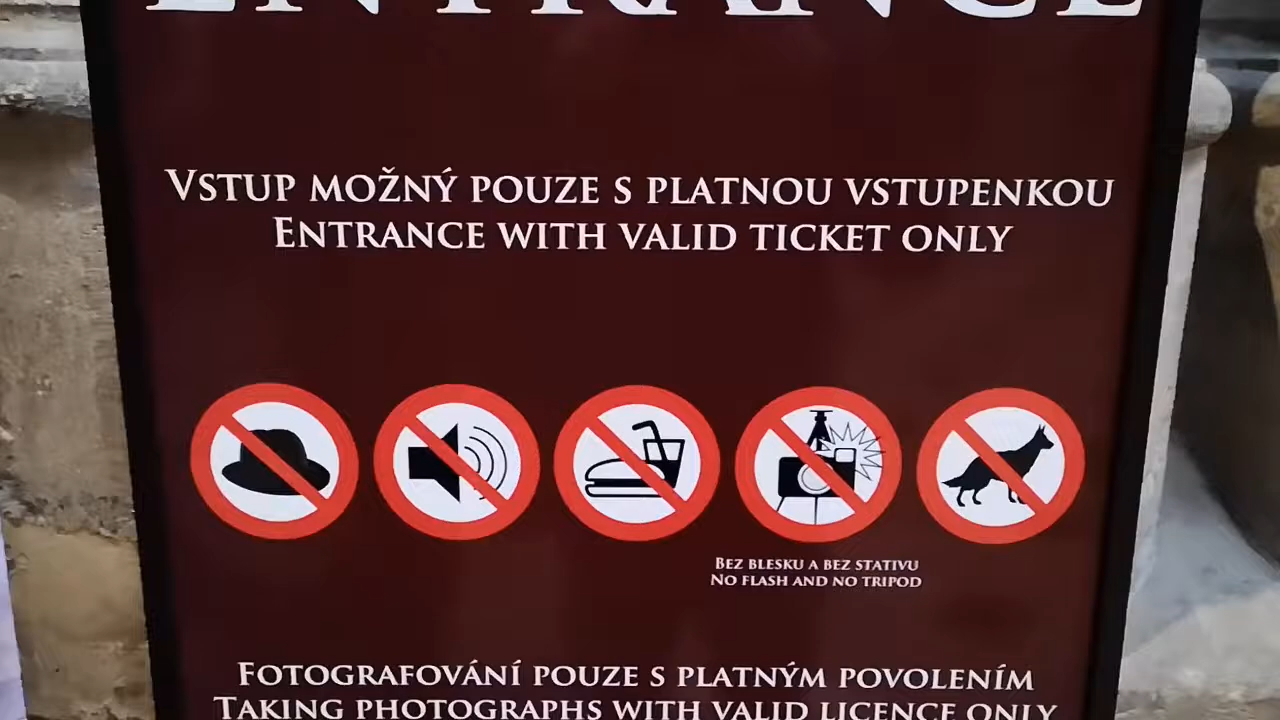 ENTRANCE
VSTUP MOŽNÝ POUZE S PLATNOU VSTUPENKOU
ENTRANCE WITH VALID TICKET ONLY
BEZ BLESKU A BEZ STATIVU
NO FLASH AND NO TRIPOD
FOTOGRAFOVÁNÍ POUZE S PLATNÝM POVOLENÍM
TAKING PHOTOGRAPHS WITH VALID LICENCE ONLY